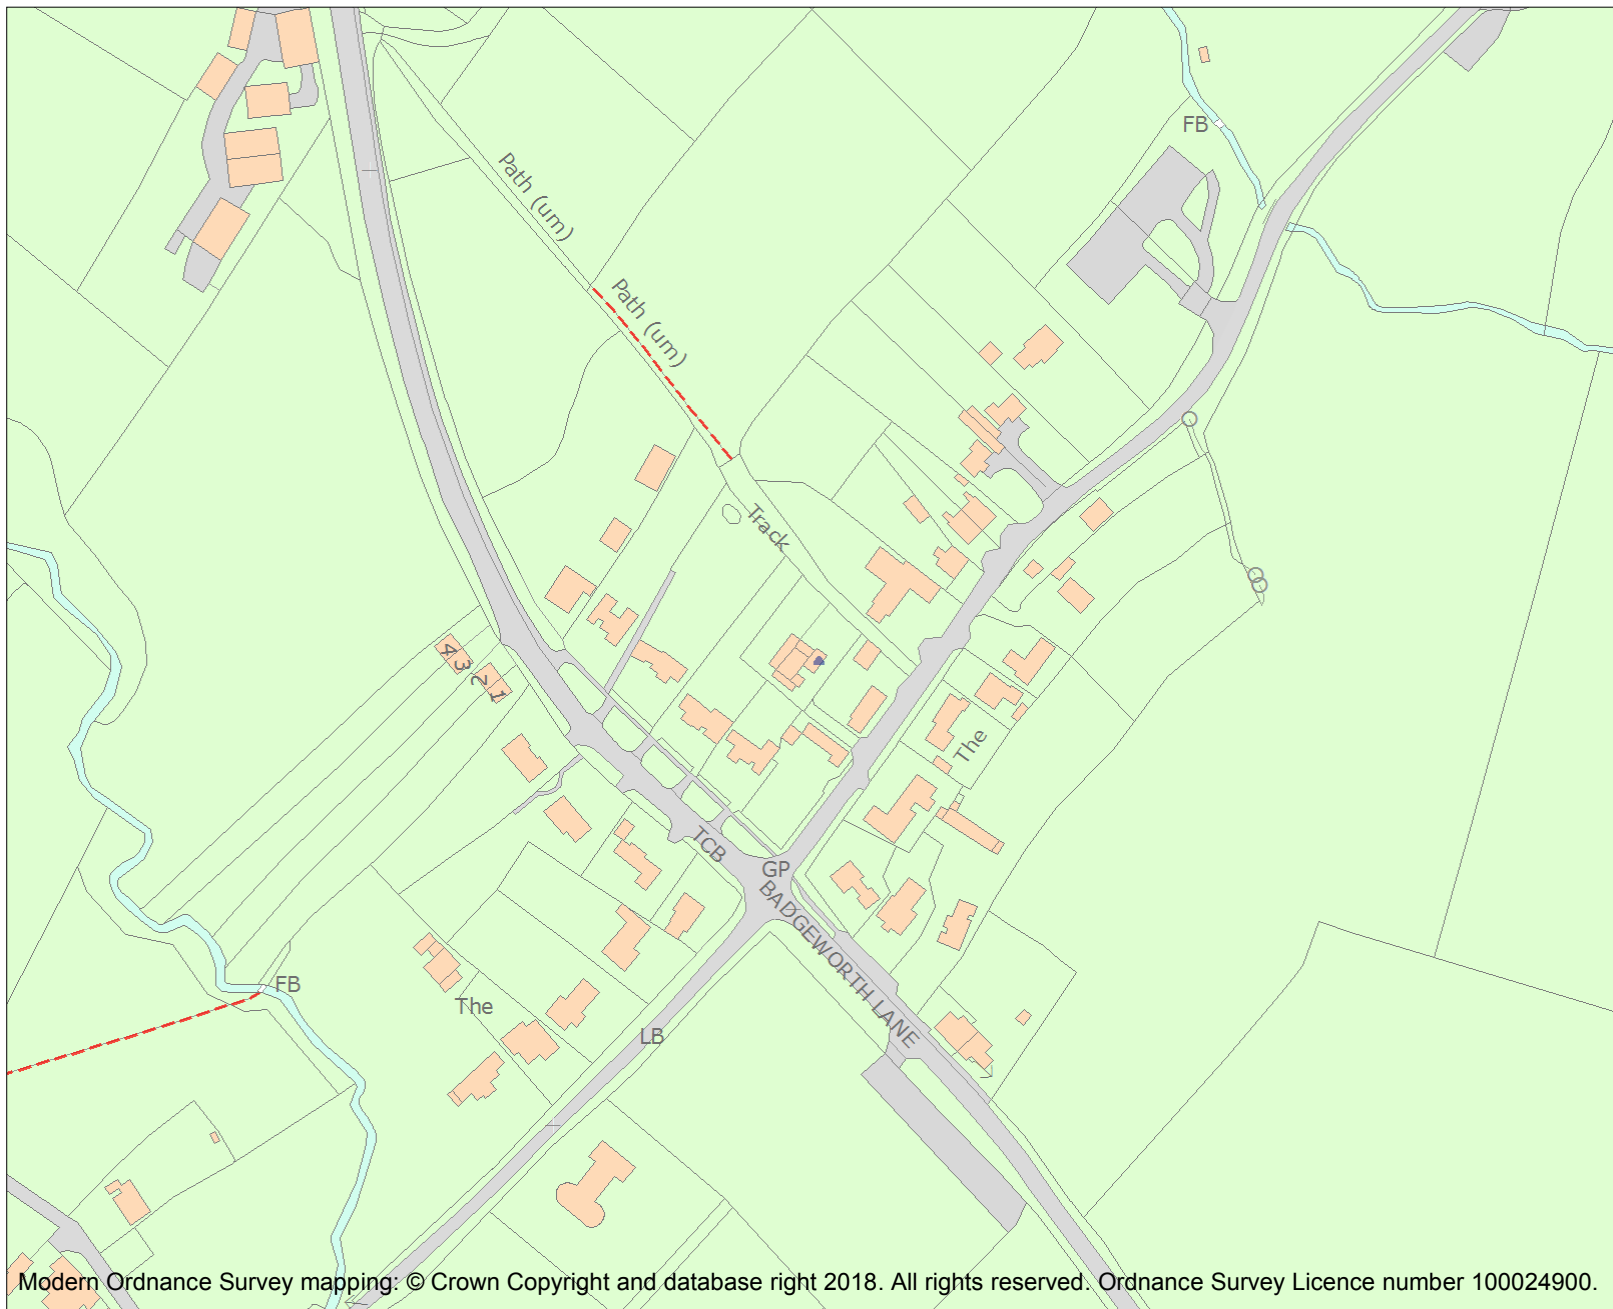 FB
Path (um)
Path (um)
Track
4
3
2
1
The
TCB
GP
BADGEWORTH LANE
FB
The
LB
Modern Ordnance Survey mapping: © Crown Copyright and database right 2018. All rights reserved. Ordnance Survey Licence number 100024900.